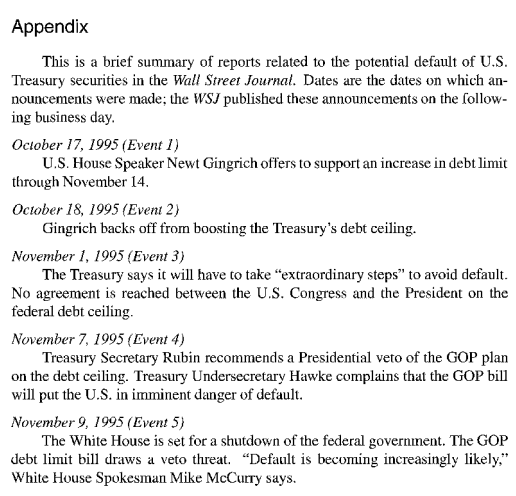 Appendix
This is a brief summary of reports related to the potential default of U.S.
Treasury securities in the Wall Street Journal. Dates are the dates on which an-
nouncements were made; the WSJ published these announcements on the follow-
ing business day.
October 17, 1995 (Event 1)
U.S. House Speaker Newt Gingrich offers to support an increase in debt limit
through November 14.
October 18, 1995 (Event 2)
Gingrich backs off from boosting the Treasury's debt ceiling.
November 1, 1995 (Event 3)
The Treasury says it will have to take “extraordinary steps” to avoid default.
No agreement is reached between the U.S. Congress and the President on the
federal debt ceiling.
November 7, 1995 (Event 4)
Treasury Secretary Rubin recommends a Presidential veto of the GOP plan
on the debt ceiling. Treasury Undersecretary Hawke complains that the GOP bill
will put the U.S. in imminent danger of default.
November 9, 1995 (Event 5)
The White House is set for a shutdown of the federal government. The GOP
debt limit bill draws a veto threat. “Default is becoming increasingly likely,”
White House Spokesman Mike McCurry says.